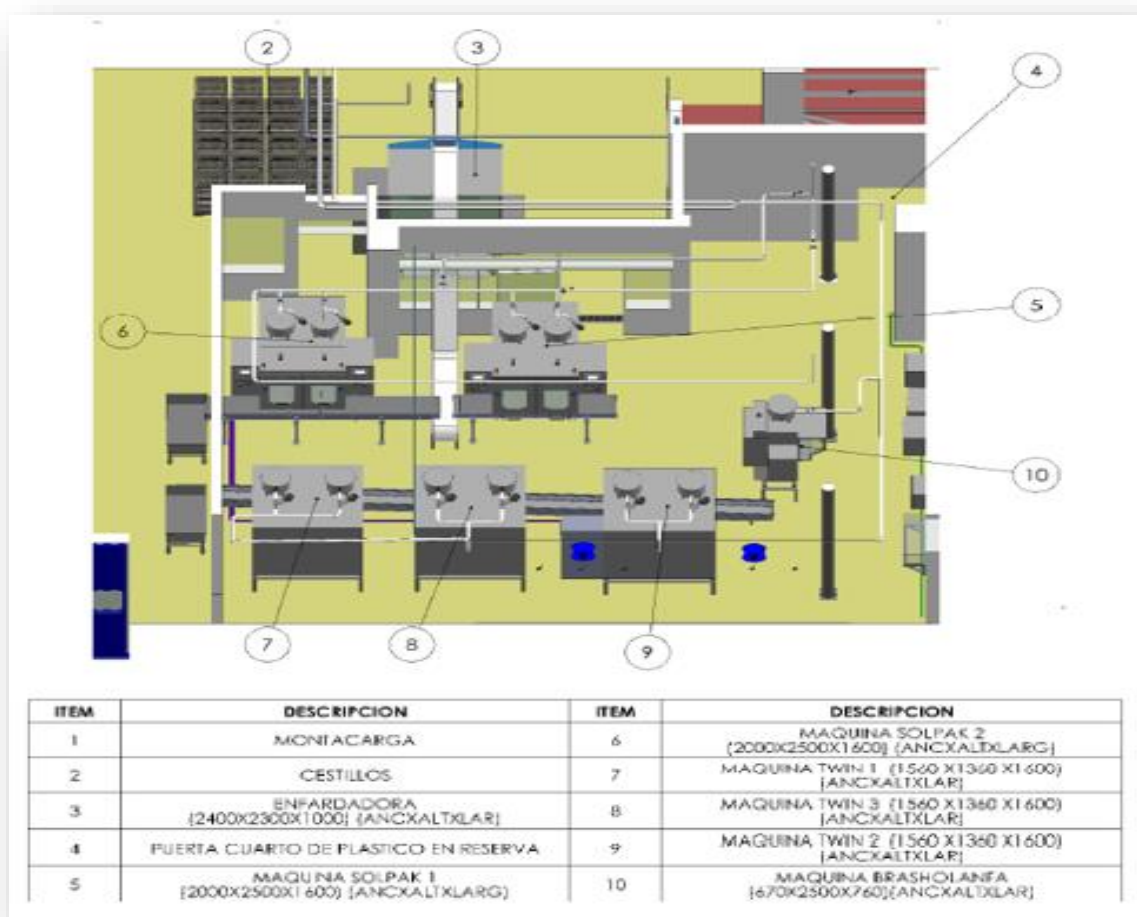 2
3
4
5
6
10
7
8
9
ITEM DESCRIPCION ITEM DESCRIPCION
1 MONTACARGA 6 MAQUINA SOLPAK 2
(2000X2500X1600) (ANCXALTXLARG)
2 CESTILLOS 7 MAQUINA TWIN 1 (1560 X1360 X1600)
(ANCXALTXLAR)
3 ENFARDADORA
(2400X2300X1000) (ANCXALTXLAR) 8 MAQUINA TWIN 3 (1560 X1360 X1600)
(ANCXALTXLAR)
4 PUERTA CUARTO DE PLASTICO EN RESERVA 9 MAQUINA TWIN 2 (1560 X1360 X1600)
(ANCXALTXLAR)
5 MAQUINA SOLPAK 1
(2000X2500X1600) (ANCXALTXLARG) 10 MAQUINA BRASHOLANFA
(670X2500X760)(ANCXALTXLAR)